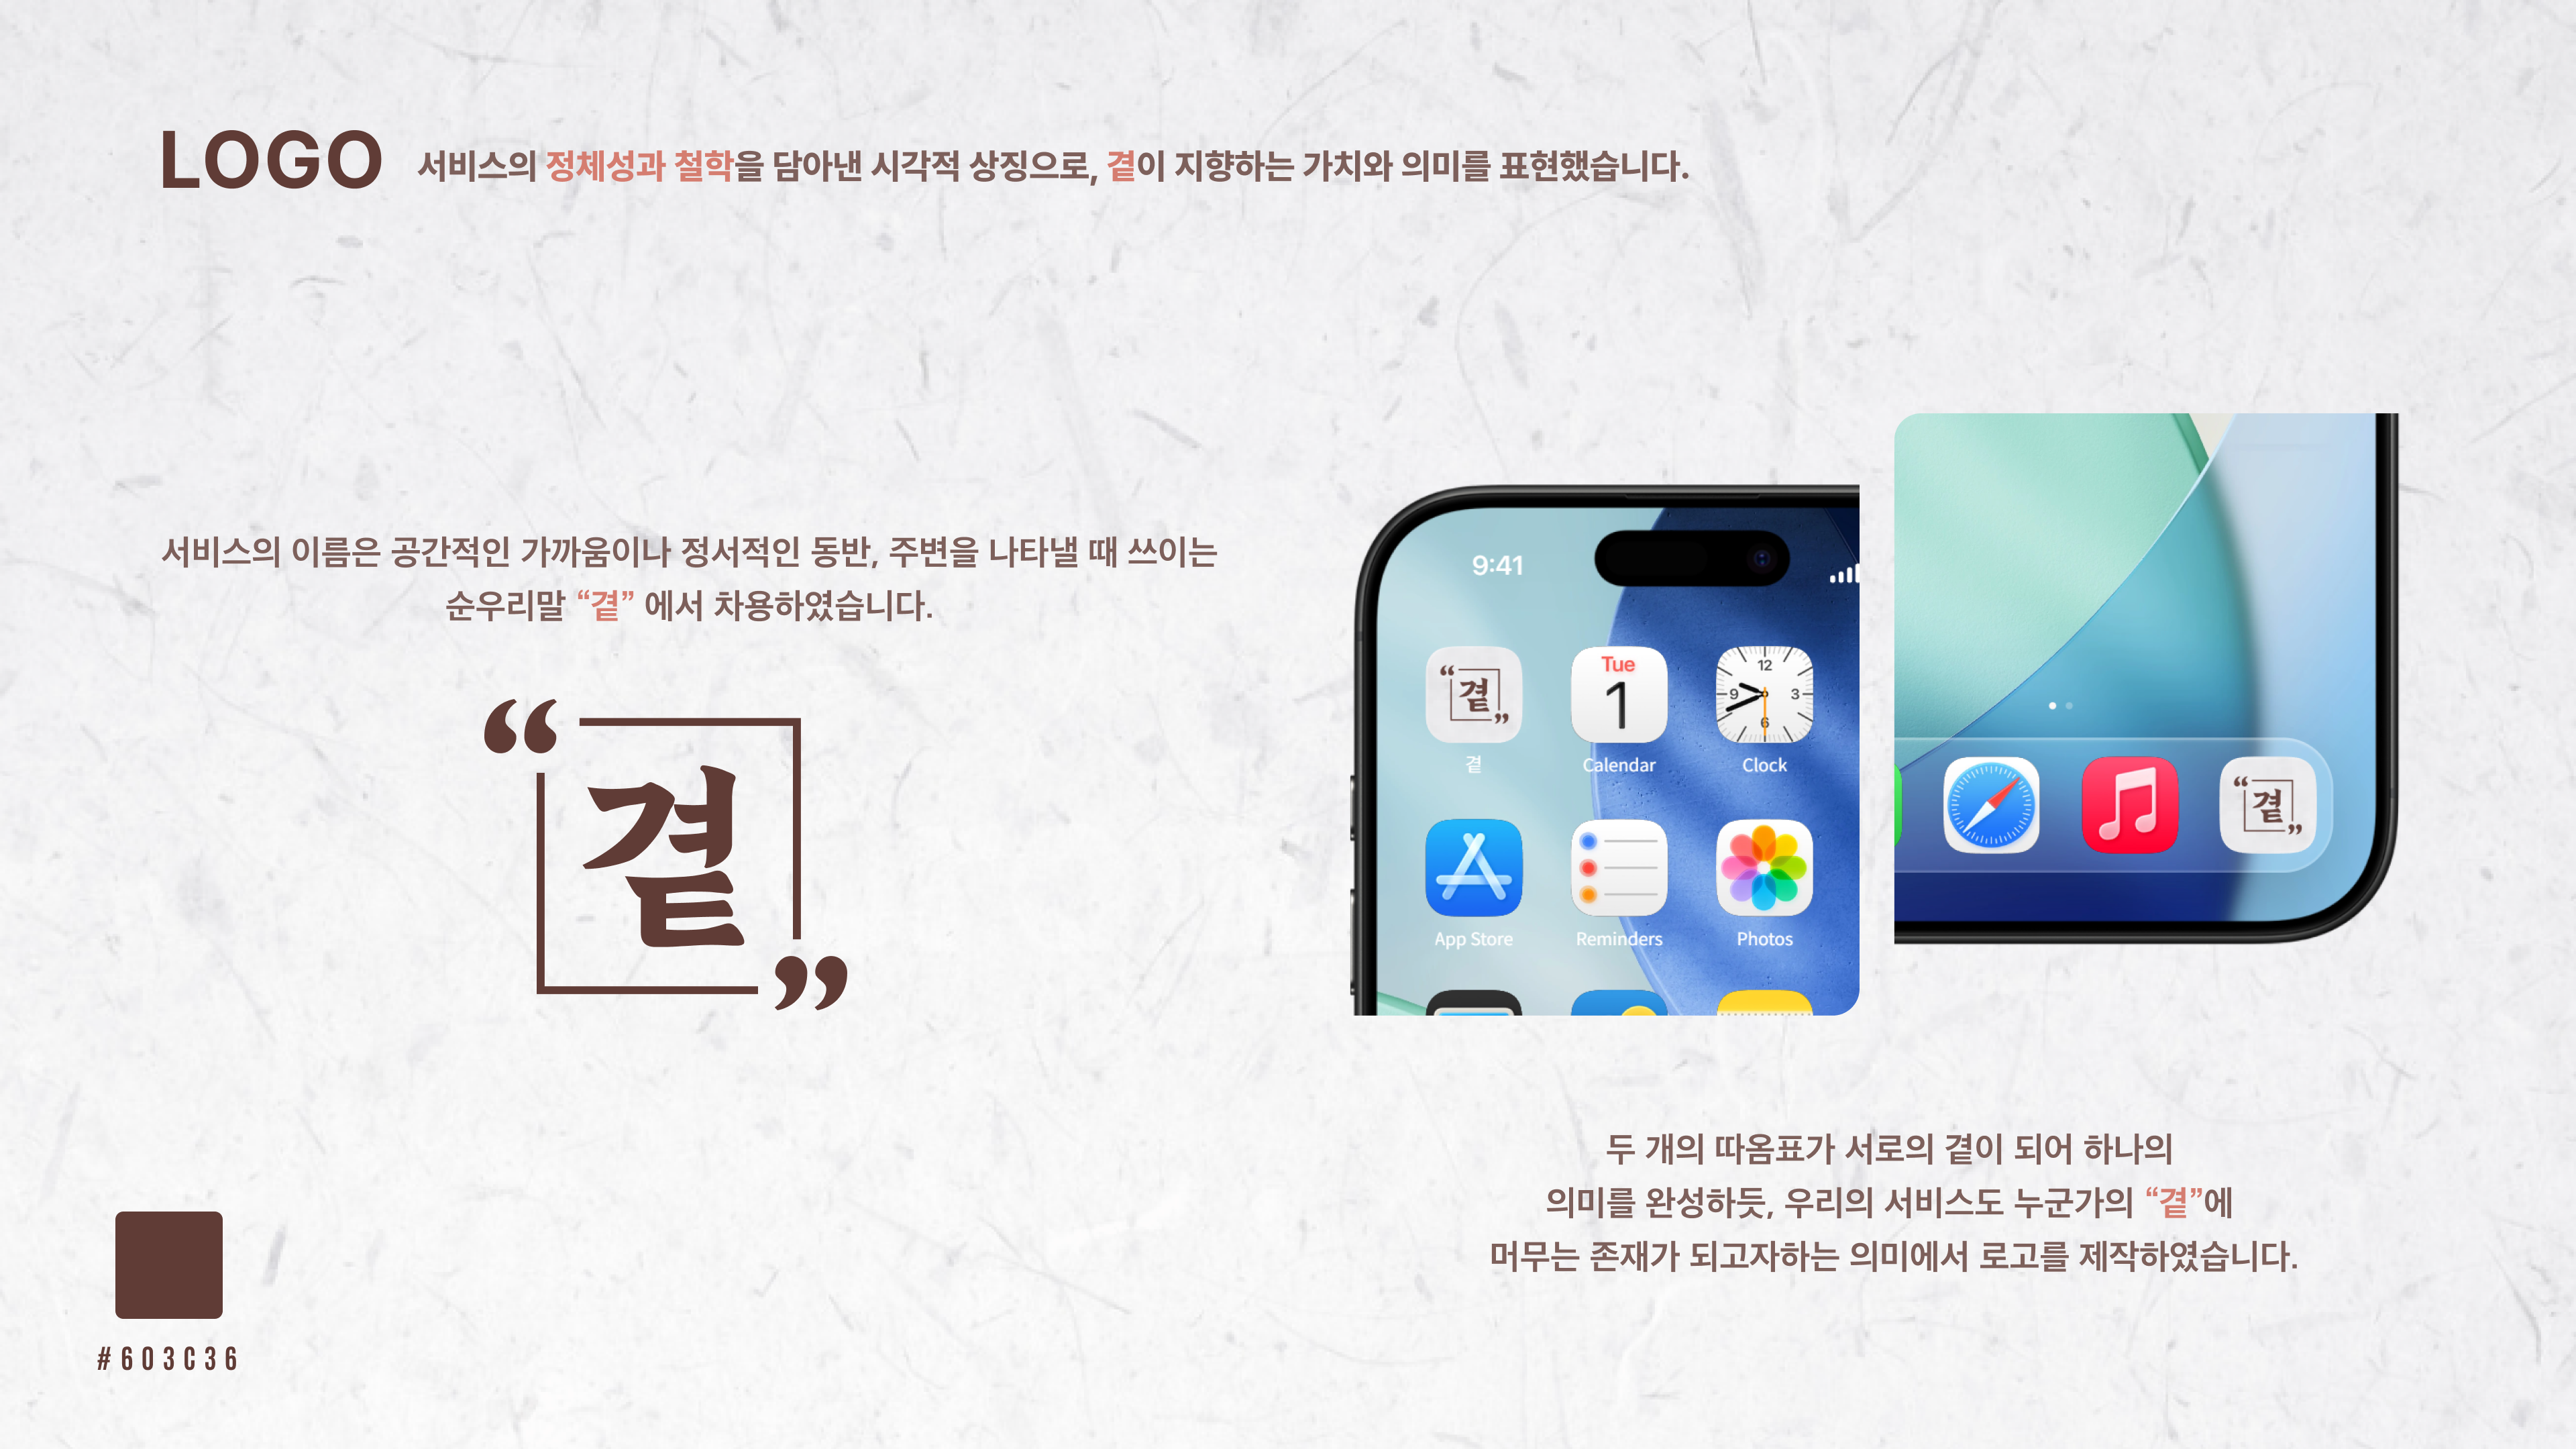 LOGO 서비스의 정체성과 철학을 담아낸 시각적 상징으로, 곁이 지향하는 가치와 의미를 표현했습니다.
서비스의 이름은 공간적인 가까움이나 정서적인 동반, 주변을 나타낼 때 쓰이는
순우리말 “곁” 에서 차용하였습니다.
“곁”
9:41
“곁” Tue 1 12 3 6 9
곁 Calendar Clock
App Store Reminders Photos
“곁”
두 개의 따옴표가 서로의 곁이 되어 하나의
의미를 완성하듯, 우리의 서비스도 누군가의 “곁”에
머무는 존재가 되고자하는 의미에서 로고를 제작하였습니다.
#603C36